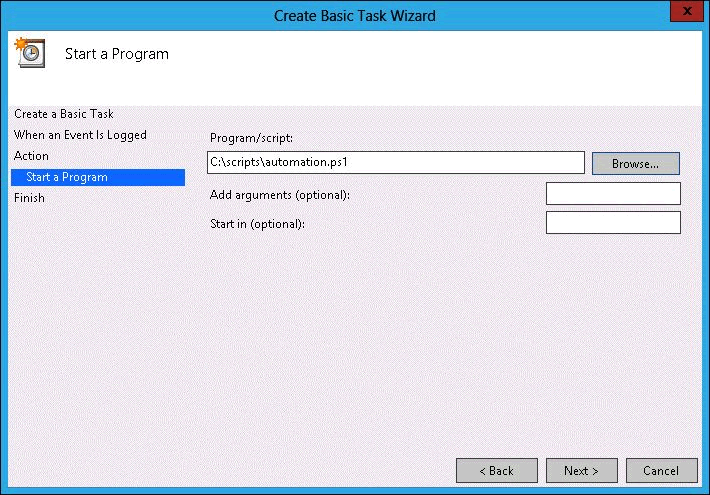 Create Basic Task Wizard
x
Start a Program
Create a Basic Task
When an Event Is Logged
Action
Start a Program
Finish
Program/script:
C:\scripts\automation.ps1
Browse...
Add arguments (optional):
Start in (optional):
< Back
Next >
Cancel